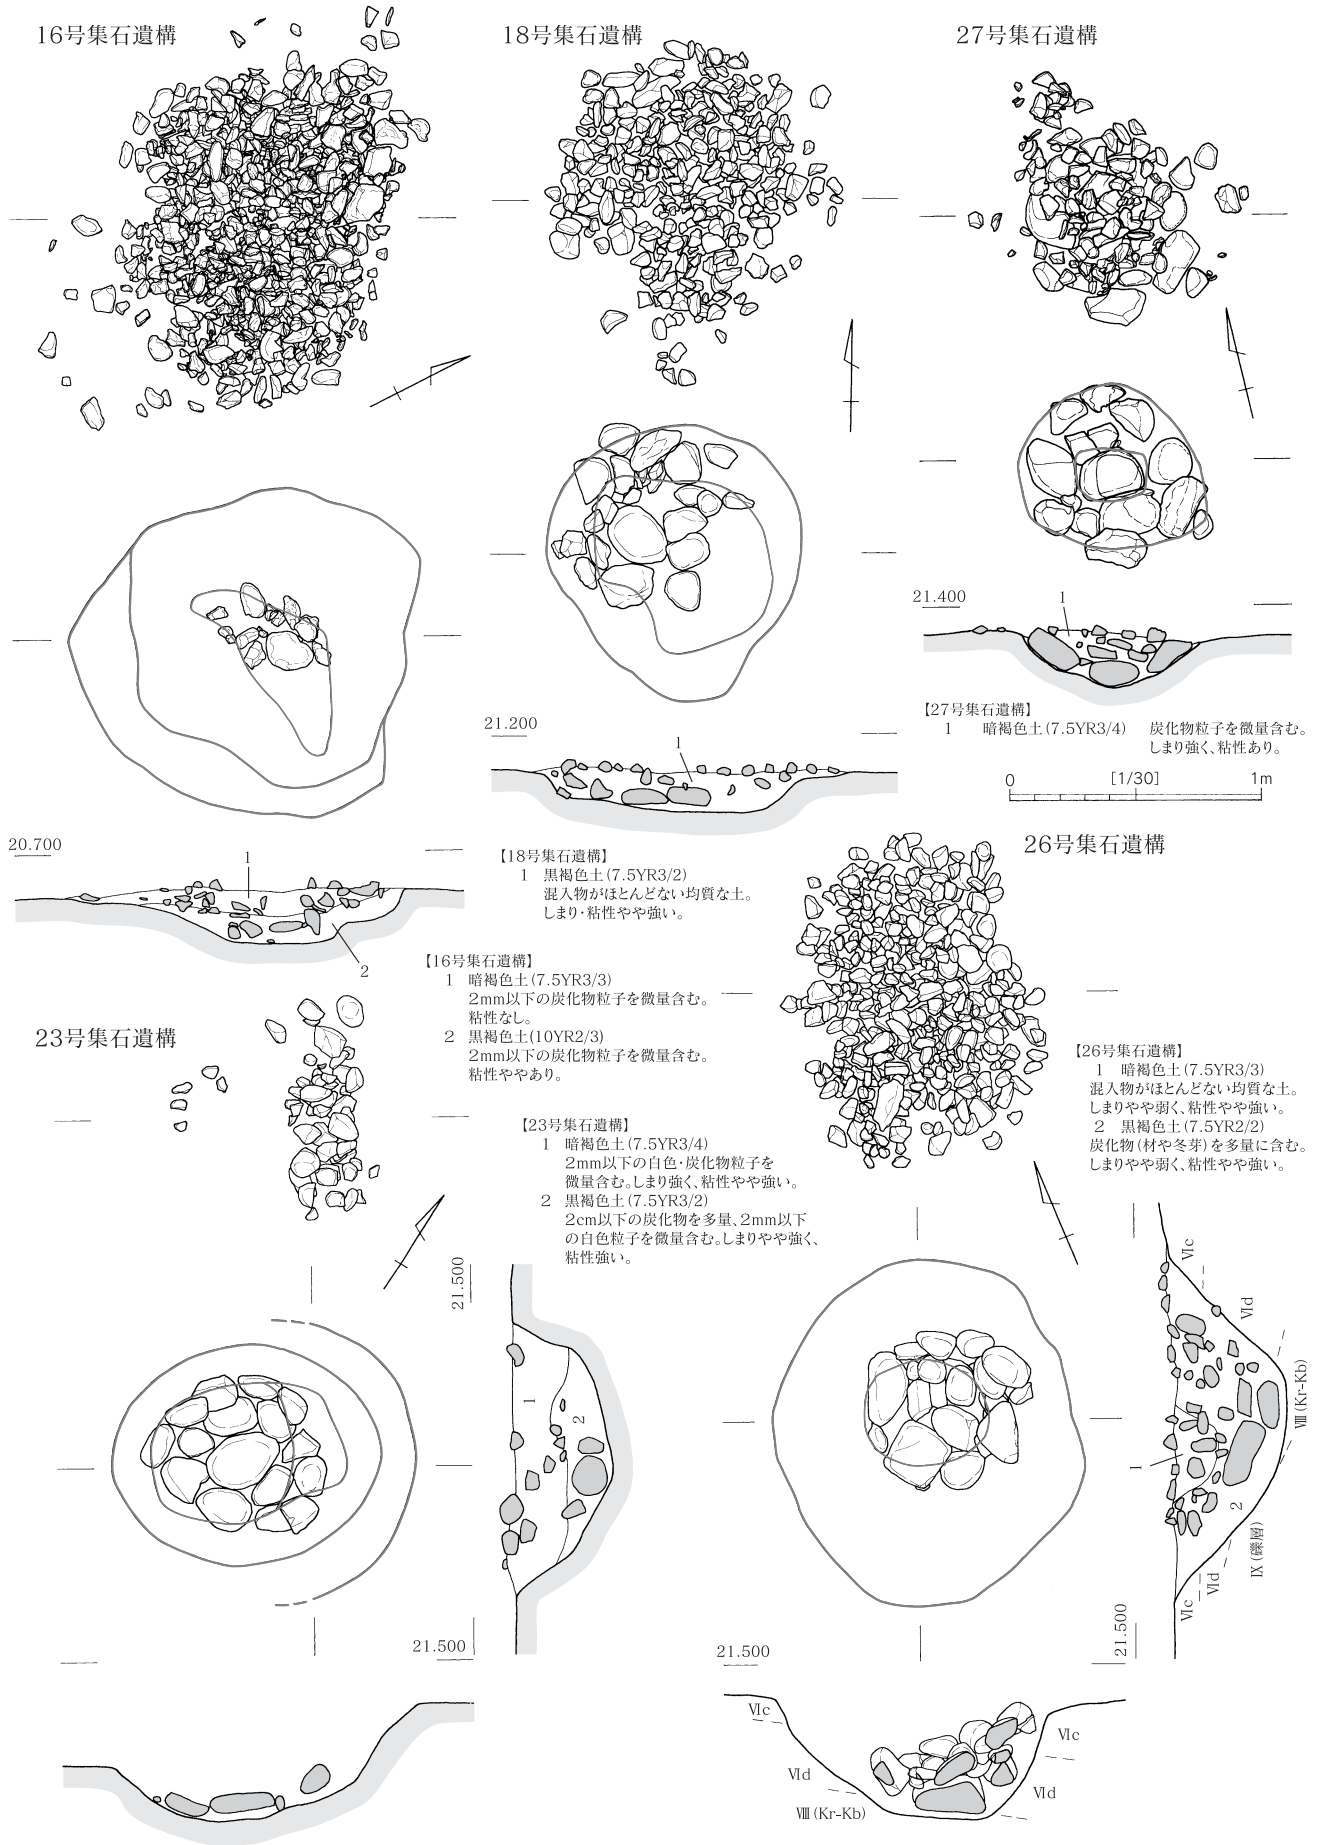 16号集石遺構
18号集石遺構
27号集石遺構
21.400
1
【27号集石遺構】
1 暗褐色土(7.5YR3/4) 炭化物粒子を微量含む。
しまり強く、粘性あり。
0 [1/30] 1m
21.200
1
【18号集石遺構】
1 黒褐色土(7.5YR3/2)
混入物がほとんどない均質な土。
しまり・粘性やや強い。
20.700
1
2
【16号集石遺構】
1 暗褐色土(7.5YR3/3)
2mm以下の炭化物粒子を微量含む。
粘性なし。
2 黒褐色土(10YR2/3)
2mm以下の炭化物粒子を微量含む。
粘性ややあり。
26号集石遺構
【26号集石遺構】
1 暗褐色土(7.5YR3/3)
混入物がほとんどない均質な土。
しまりやや弱く、粘性やや強い。
2 黒褐色土(7.5YR2/2)
炭化物(材や冬芽)を多量に含む。
しまりやや弱く、粘性やや強い。
23号集石遺構
【23号集石遺構】
1 暗褐色土(7.5YR3/4)
2mm以下の白色・炭化物粒子を
微量含む。しまり強く、粘性やや強い。
2 黒褐色土(7.5YR3/2)
2cm以下の炭化物を多量、2mm以下
の白色粒子を微量含む。しまりやや強く、
粘性強い。
21.500
1
2
21.500
Ⅵc
Ⅵd
Ⅷ(Kr-Kb)
1
2
Ⅸ(礫層)
Ⅵd
Ⅵc
21.500
21.500
Ⅵc
Ⅵd
Ⅷ(Kr-Kb)
Ⅵc
Ⅵd